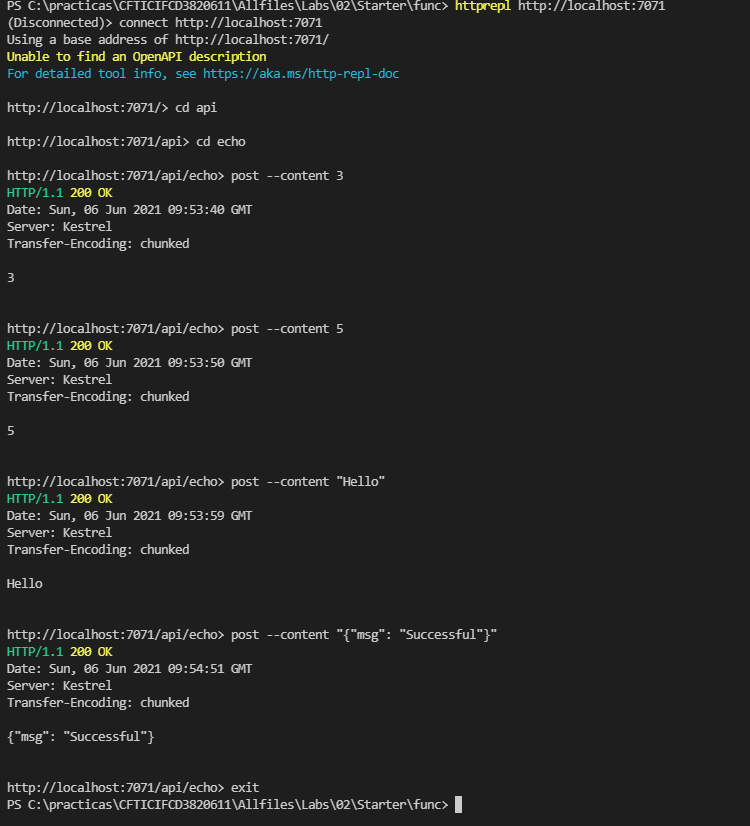 PS C:\practicas\CFTICIFCD3820611\Allfiles\Labs\02\Starter\func> httprepl http://localhost:7071
(Disconnected)> connect http://localhost:7071
Using a base address of http://localhost:7071/
Unable to find an OpenAPI description
For detailed tool info, see https://aka.ms/http-repl-doc
http://localhost:7071/> cd api
http://localhost:7071/api> cd echo
http://localhost:7071/api/echo> post --content 3
HTTP/1.1 200 OK
Date: Sun, 06 Jun 2021 09:53:40 GMT
Server: Kestrel
Transfer-Encoding: chunked
3
http://localhost:7071/api/echo> post --content 5
HTTP/1.1 200 OK
Date: Sun, 06 Jun 2021 09:53:50 GMT
Server: Kestrel
Transfer-Encoding: chunked
5
http://localhost:7071/api/echo> post --content "Hello"
HTTP/1.1 200 OK
Date: Sun, 06 Jun 2021 09:53:59 GMT
Server: Kestrel
Transfer-Encoding: chunked
Hello
http://localhost:7071/api/echo> post --content "{"msg": "Successful"}"
HTTP/1.1 200 OK
Date: Sun, 06 Jun 2021 09:54:51 GMT
Server: Kestrel
Transfer-Encoding: chunked
{"msg": "Successful"}
http://localhost:7071/api/echo> exit
PS C:\practicas\CFTICIFCD3820611\Allfiles\Labs\02\Starter\func>